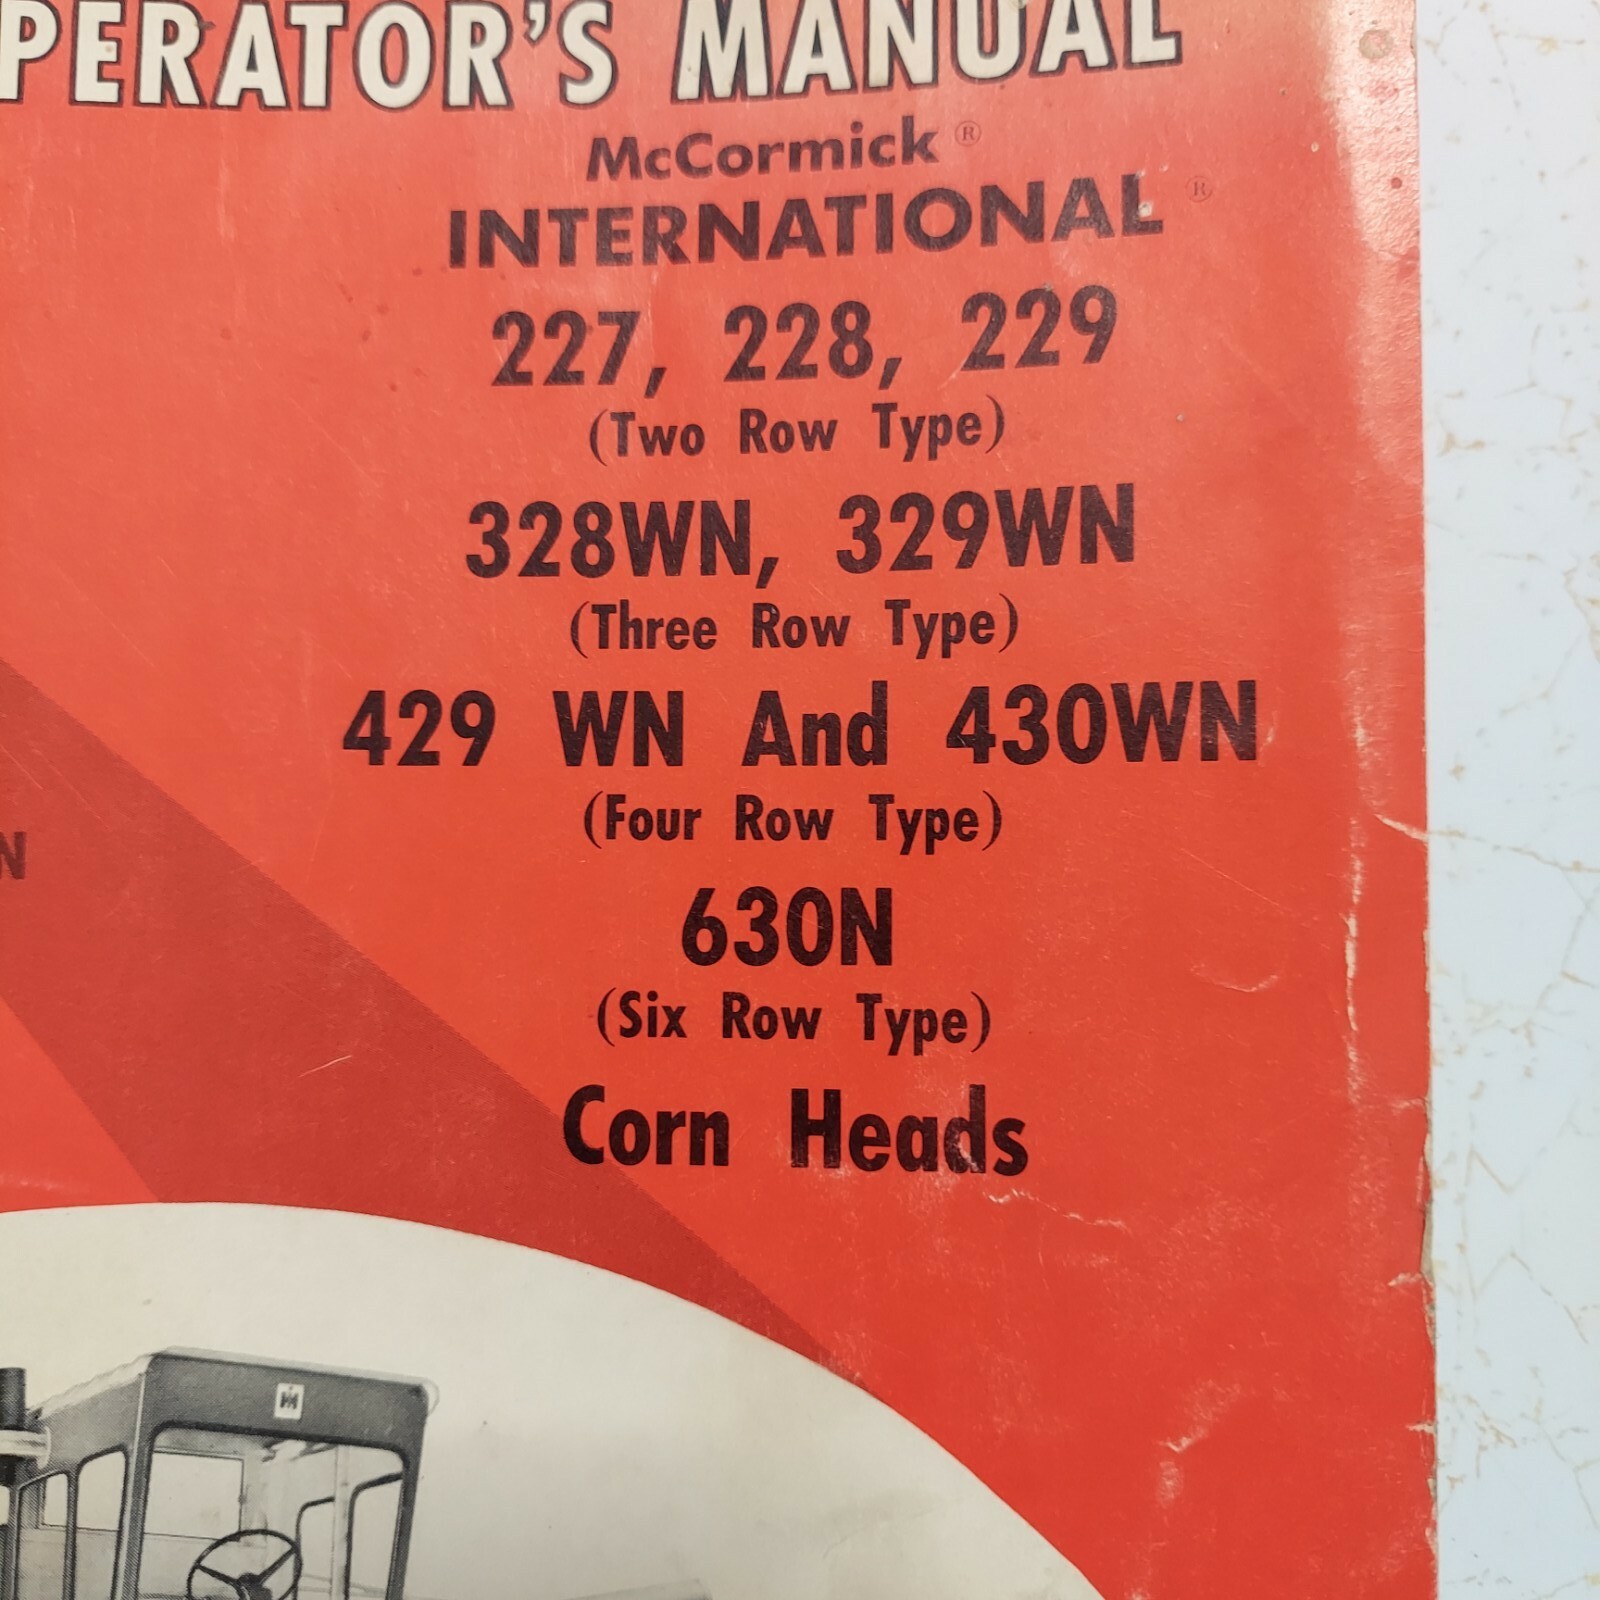 PERATOR'S MANUAL
McCormick ®
INTERNATIONAL ®
227, 228, 229
(Two Row Type)
328WN, 329WN
(Three Row Type)
429 WN And 430WN
(Four Row Type)
N
630N
(Six Row Type)
Corn Heads
IH